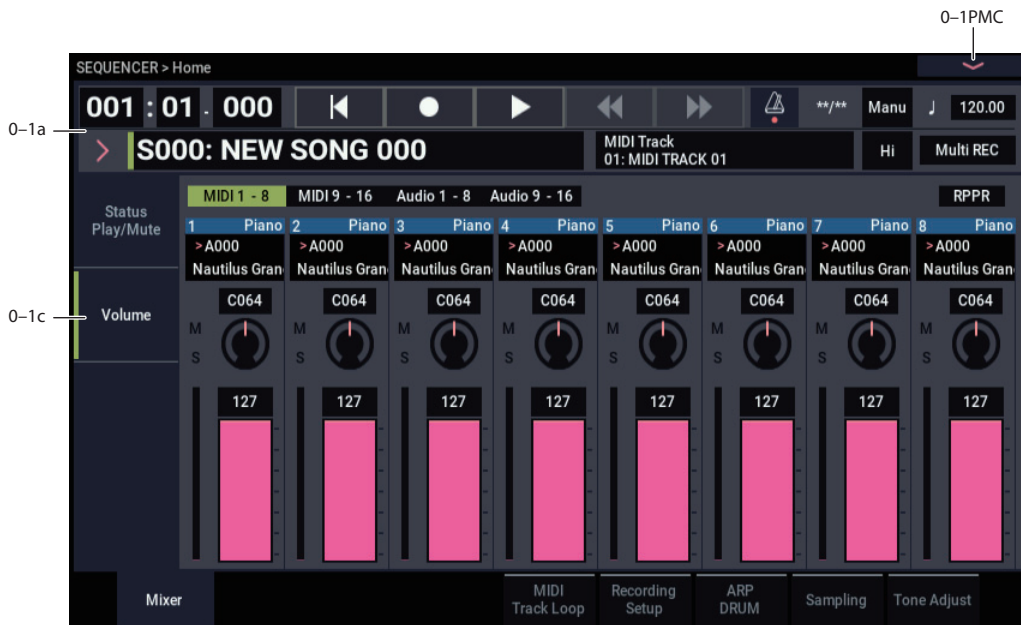 0–1PMC
SEQUENCER > Home
001 : 01 . 000
**/**
Manu
♩ 120.00
0–1a
> S000: NEW SONG 000
MIDI Track
01: MIDI TRACK 01
Hi
Multi REC
Status
Play/Mute
MIDI 1 - 8 MIDI 9 - 16 Audio 1 - 8 Audio 9 - 16
RPPR
1 Piano 2 Piano 3 Piano 4 Piano 5 Piano 6 Piano 7 Piano 8 Piano
>A000 >A000 >A000 >A000 >A000 >A000 >A000 >A000
Nautilus Gran Nautilus Gran Nautilus Gran Nautilus Gran Nautilus Gran Nautilus Gran Nautilus Gran Nautilus Gran
0–1c
Volume
C064 C064 C064 C064 C064 C064 C064 C064
M M M M M M M M
S S S S S S S S
127 127 127 127 127 127 127 127
Mixer
MIDI
Track Loop
Recording
Setup
ARP
DRUM
Sampling
Tone Adjust